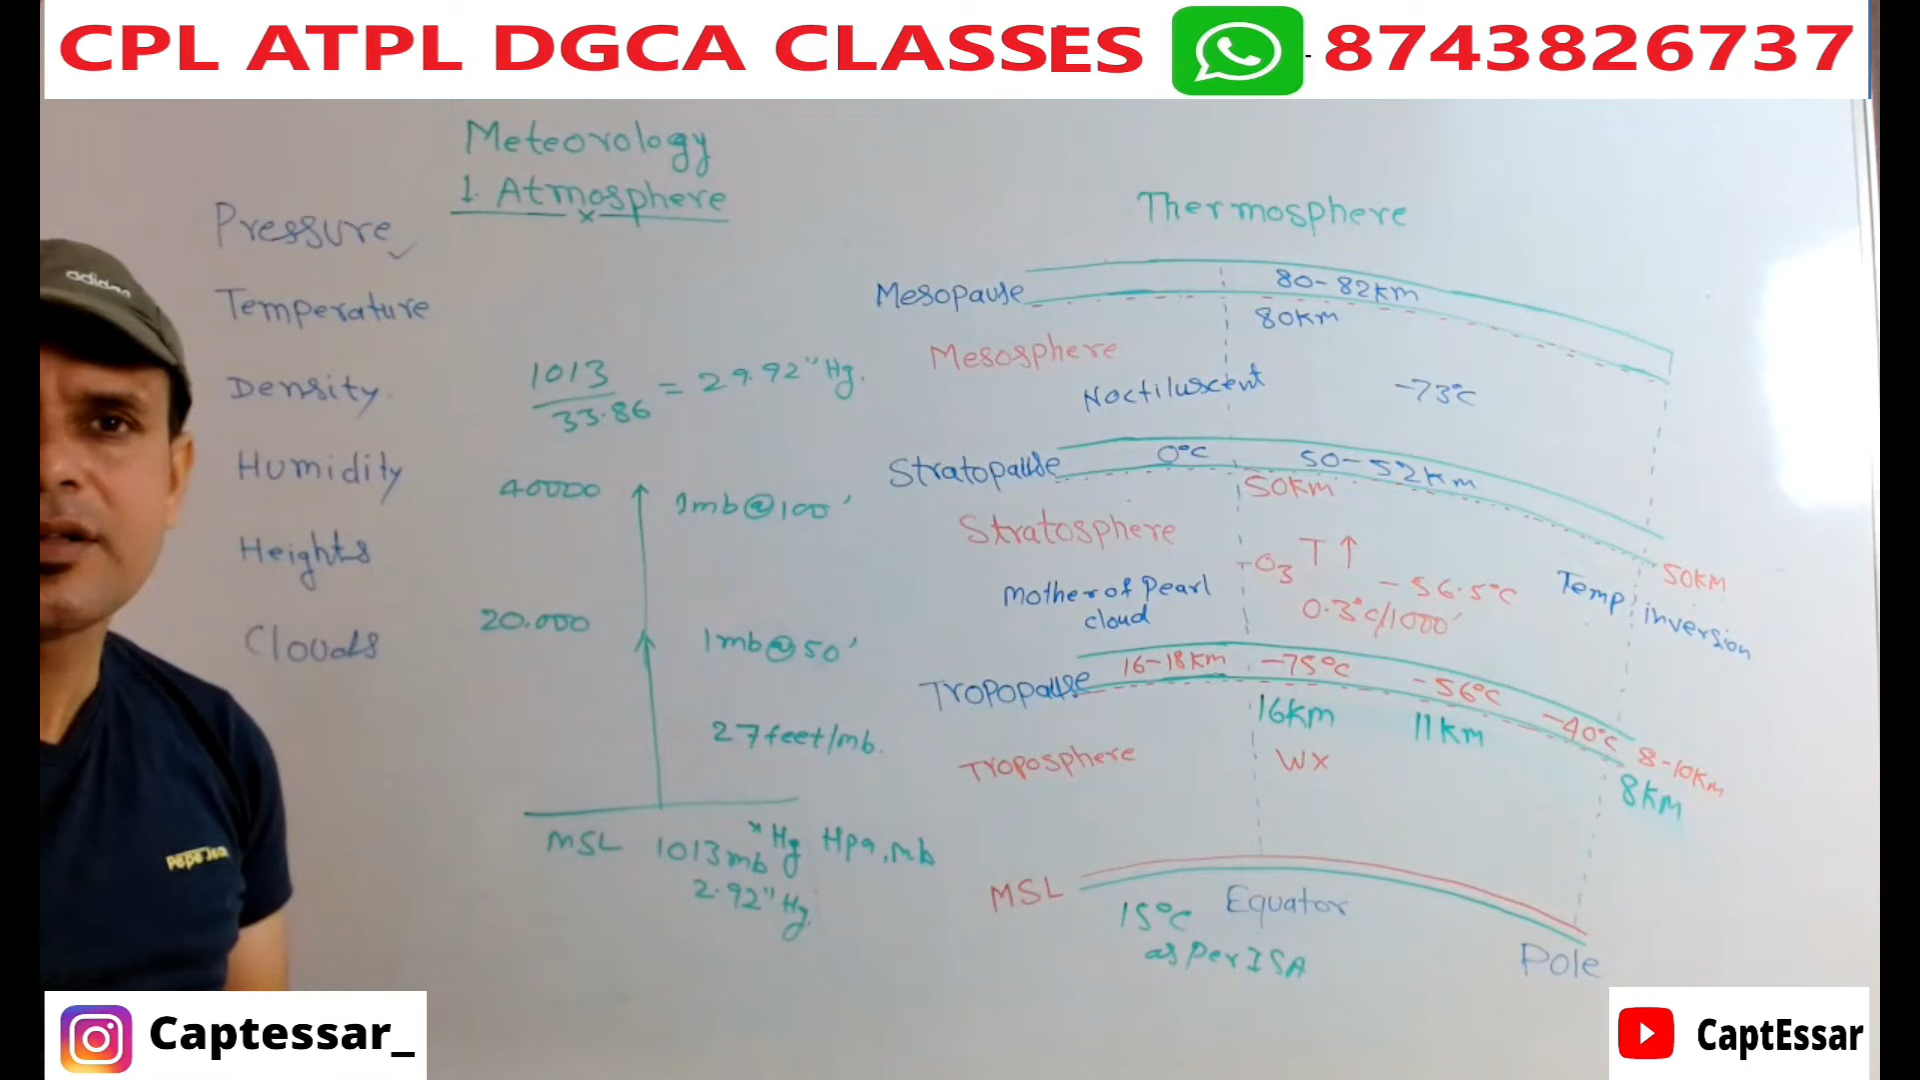 CPL ATPL DGCA CLASSES - 8743826737
Meteorology
1. Atmosphere
x
Pressure
Temperature
Density.
Humidity
Heights
Clouds
adidas
1013
33.86
= 29.92"Hg.
40000
1mb@100'
20.000
1mb@50'
27feet/mb.
MSL 1013mb
"Hg Hpa, mb
2.92"Hg.
Thermosphere
Mesopause
80-82Km
80Km
Mesosphere
Noctiluscent
-73°C
Stratopause
0°C
50-52Km
50Km
Stratosphere
O3 T↑
-56.5°C
0.3°C/1000'
50Km
Temp inversion
Mother of Pearl
cloud
Tropopause
16-18Km
-75°C
-56°C
-40°C
8-10Km
16Km
11Km
8Km
Troposphere
WX
MSL
15°C
as Per ISA
Equator
Pole
Captessar_
CaptEssar